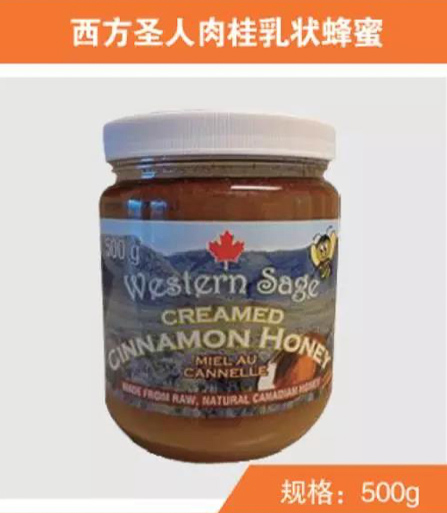 西方圣人肉桂乳状蜂蜜
500 g
Western Sage
CREAMED
CINNAMON HONEY
MIEL AU
CANNELLE
MADE FROM RAW, NATURAL CANADIAN HONEY
规格：500g